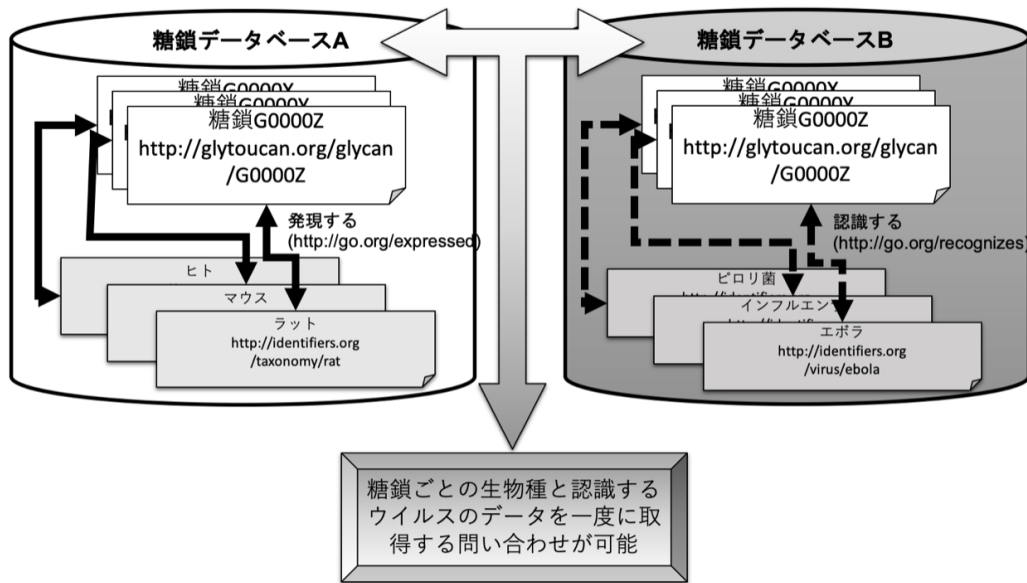 糖鎖データベースA
糖鎖データベースB
糖鎖G0000Z
http://glytoucan.org/glycan
/G0000Z
発現する
(http://go.org/expressed)
ヒト
マウス
ラット
http://identifiers.org
/taxonomy/rat
糖鎖G0000Z
http://glytoucan.org/glycan
/G0000Z
認識する
(http://go.org/recognizes)
ピロリ菌
インフルエン
エボラ
http://identifiers.org
/virus/ebola
糖鎖ごとの生物種と認識する
ウイルスのデータを一度に取
得する問い合わせが可能